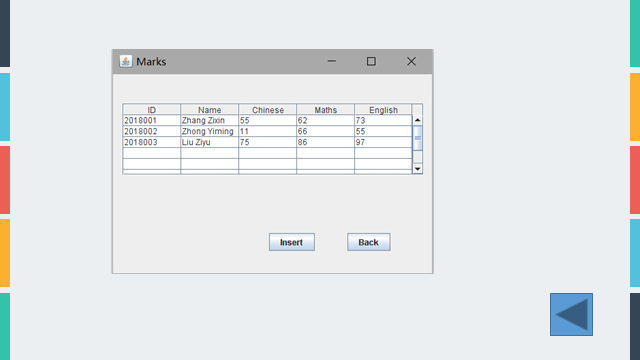 Marks
ID Name Chinese Maths English
2018001 Zhang Zixin 55 62 73
2018002 Zhong Yiming 11 66 55
2018003 Liu Ziyu 75 86 97
Insert Back